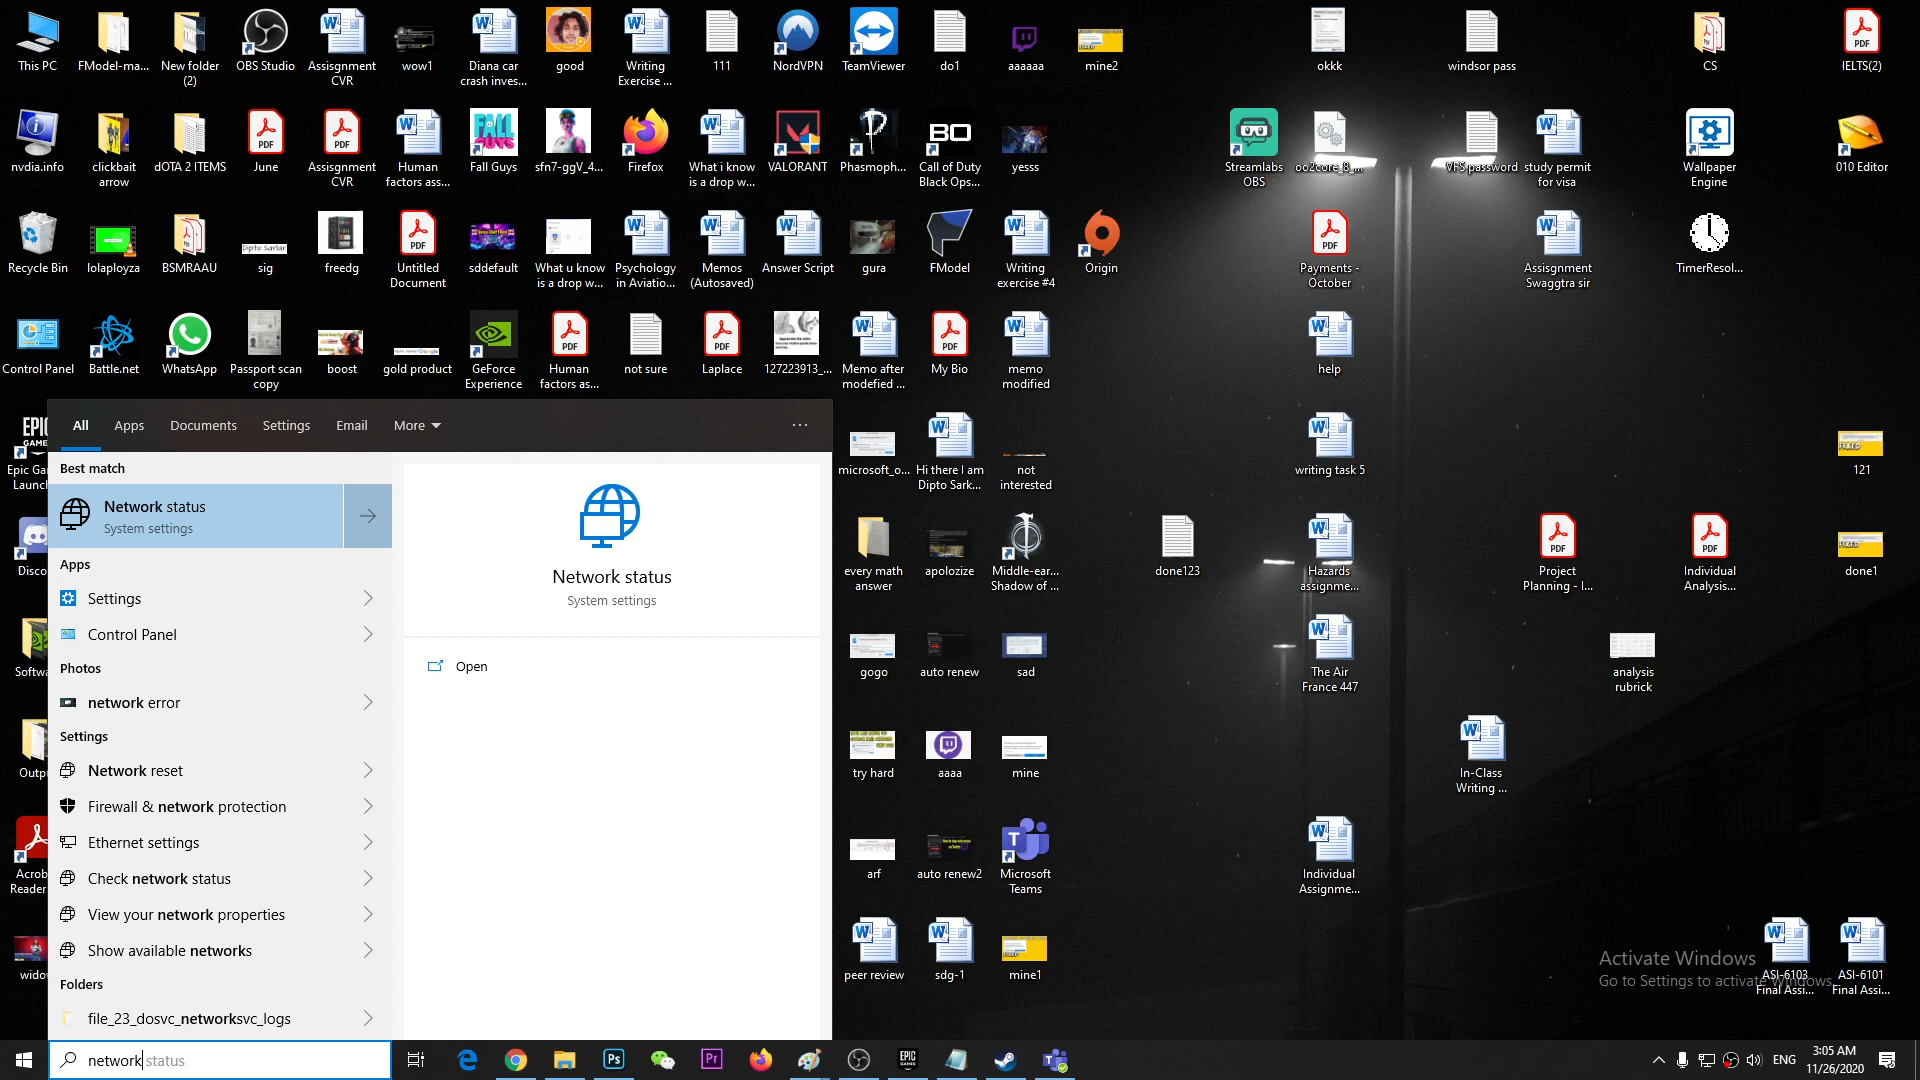 This PC
FModel-ma...
New folder
(2)
OBS Studio
Assisgnment
CVR
wow1
Diana car
crash inves...
good
Writing
Exercise ...
111
NordVPN
TeamViewer
do1
aaaaaa
mine2
okkk
windsor pass
CS
IELTS(2)
nvdia.info
clickbait
arrow
dOTA 2 ITEMS
June
Assisgnment
CVR
Human
factors ass...
Fall Guys
sfn7-ggV_4...
Firefox
What i know
is a drop w...
VALORANT
Phasmoph...
Call of Duty
Black Ops...
yesss
Streamlabs
OBS
oo2core_8_...
VFS password
study permit
for visa
Wallpaper
Engine
010 Editor
Recycle Bin
lolaployza
BSMRAAU
sig
freedg
Untitled
Document
sddefault
What u know
is a drop w...
Psychology
in Aviatio...
Memos
(Autosaved)
Answer Script
gura
FModel
Writing
exercise #4
Origin
Payments -
October
Assisgnment
Swaggtra sir
TimerResol...
Control Panel
Battle.net
WhatsApp
Passport scan
copy
boost
gold product
GeForce
Experience
Human
factors as...
not sure
Laplace
127223913_...
Memo after
modefied ...
My Bio
memo
modified
help
All
Apps
Documents
Settings
Email
More
Best match
Network status
System settings
Apps
Settings
Control Panel
Photos
network error
Settings
Network reset
Firewall & network protection
Ethernet settings
Check network status
View your network properties
Show available networks
Folders
file_23_dosvc_networksvc_logs
network status
Network status
System settings
Open
Epic Ga
Launch
Disco
Softwa
Outpu
Acrob
Reader
widov
microsoft_o...
Hi there I am
Dipto Sark...
not
interested
writing task 5
121
every math
answer
apolozize
Middle-ear...
Shadow of ...
done123
Hazards
assignme...
Project
Planning - I...
Individual
Analysis...
done1
gogo
auto renew
sad
The Air
France 447
analysis
rubrick
try hard
aaaa
mine
In-Class
Writing ...
arf
auto renew2
Microsoft
Teams
Individual
Assignme...
peer review
sdg-1
mine1
ASI-6103
Final Assi...
ASI-6101
Final Assi...
Activate Windows
Go to Settings to activate Windows.
ENG
3:05 AM
11/26/2020